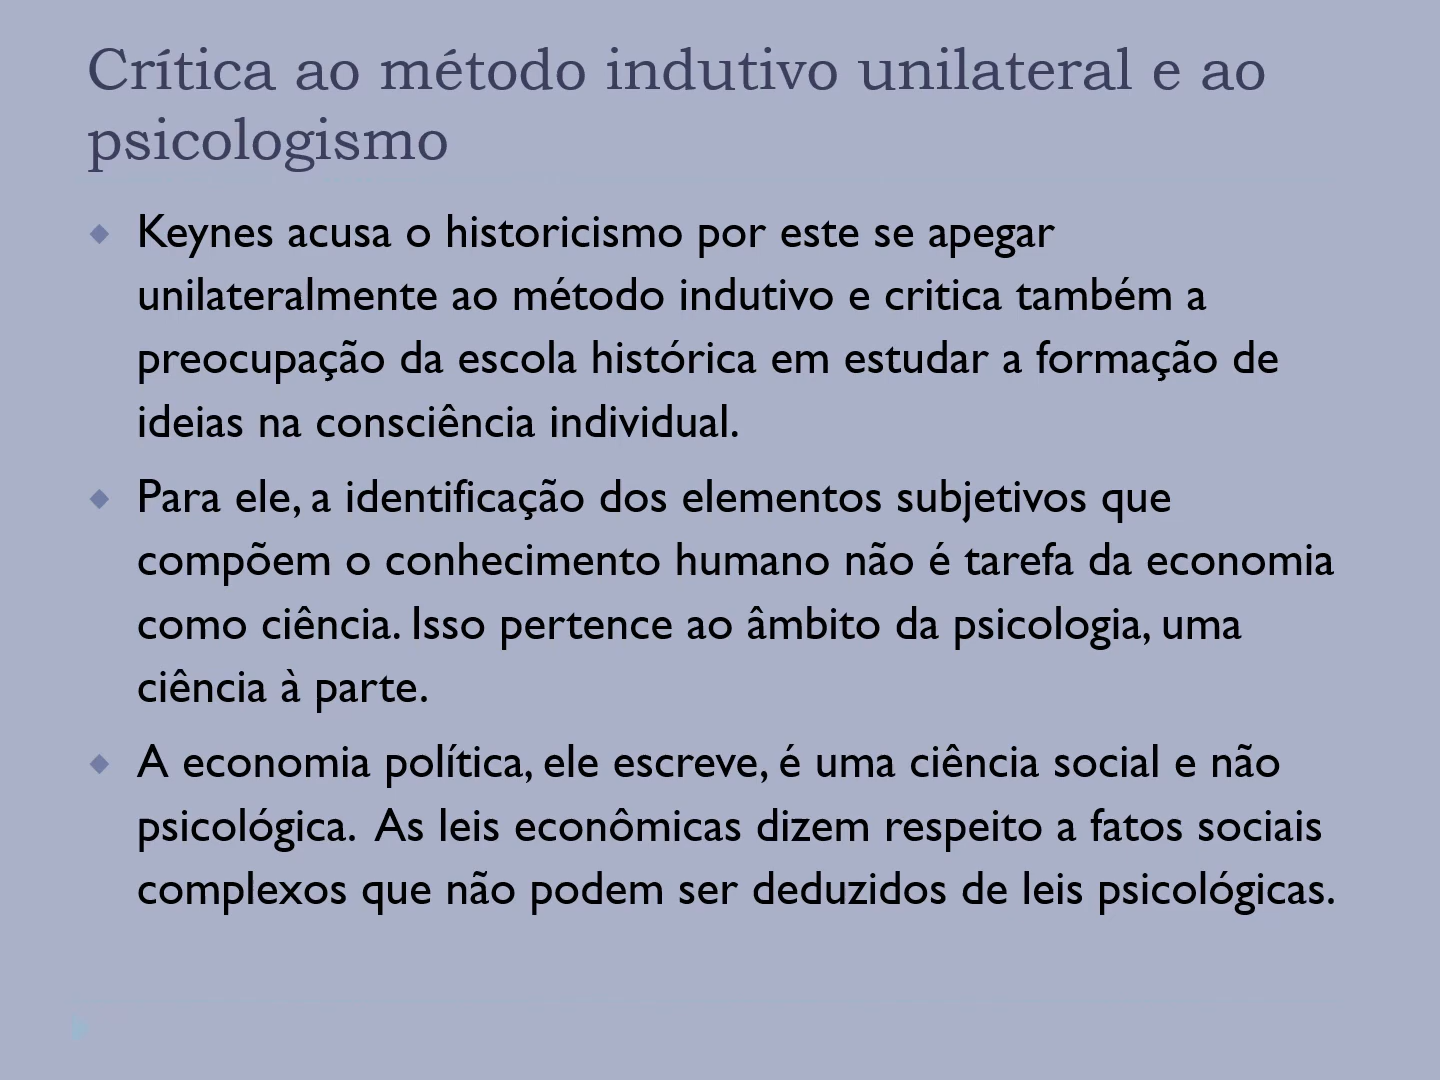 Crítica ao método indutivo unilateral e ao
psicologismo
Keynes acusa o historicismo por este se apegar
unilateralmente ao método indutivo e critica também a
preocupação da escola histórica em estudar a formação de
ideias na consciência individual.
Para ele, a identificação dos elementos subjetivos que
compõem o conhecimento humano não é tarefa da economia
como ciência. Isso pertence ao âmbito da psicologia, uma
ciência à parte.
A economia política, ele escreve, é uma ciência social e não
psicológica.  As leis econômicas dizem respeito a fatos sociais
complexos que não podem ser deduzidos de leis psicológicas.